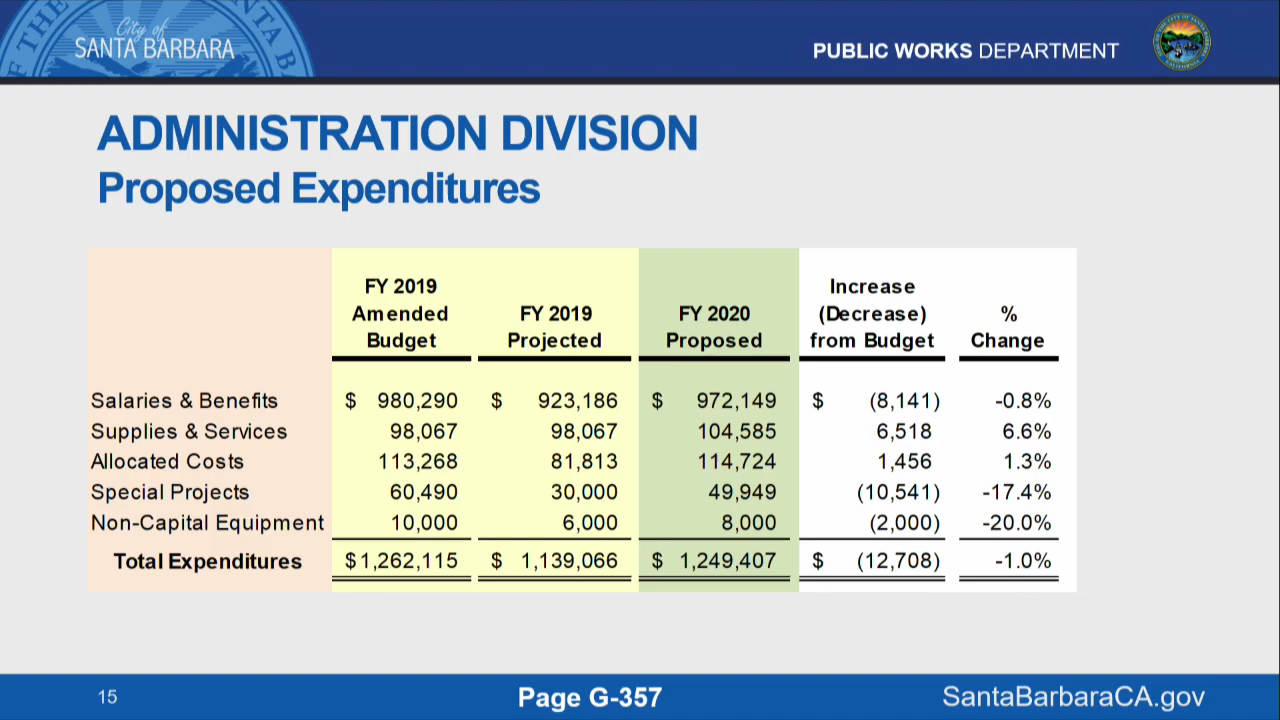 City of
SANTA BARBARA
PUBLIC WORKS DEPARTMENT
ADMINISTRATION DIVISION
Proposed Expenditures
FY 2019 Amended Budget FY 2019 Projected FY 2020 Proposed Increase (Decrease) from Budget % Change
Salaries & Benefits $ 980,290 $ 923,186 $ 972,149 $ (8,141) -0.8%
Supplies & Services 98,067 98,067 104,585 6,518 6.6%
Allocated Costs 113,268 81,813 114,724 1,456 1.3%
Special Projects 60,490 30,000 49,949 (10,541) -17.4%
Non-Capital Equipment 10,000 6,000 8,000 (2,000) -20.0%
Total Expenditures $1,262,115 $ 1,139,066 $ 1,249,407 $ (12,708) -1.0%
15 Page G-357 SantaBarbaraCA.gov